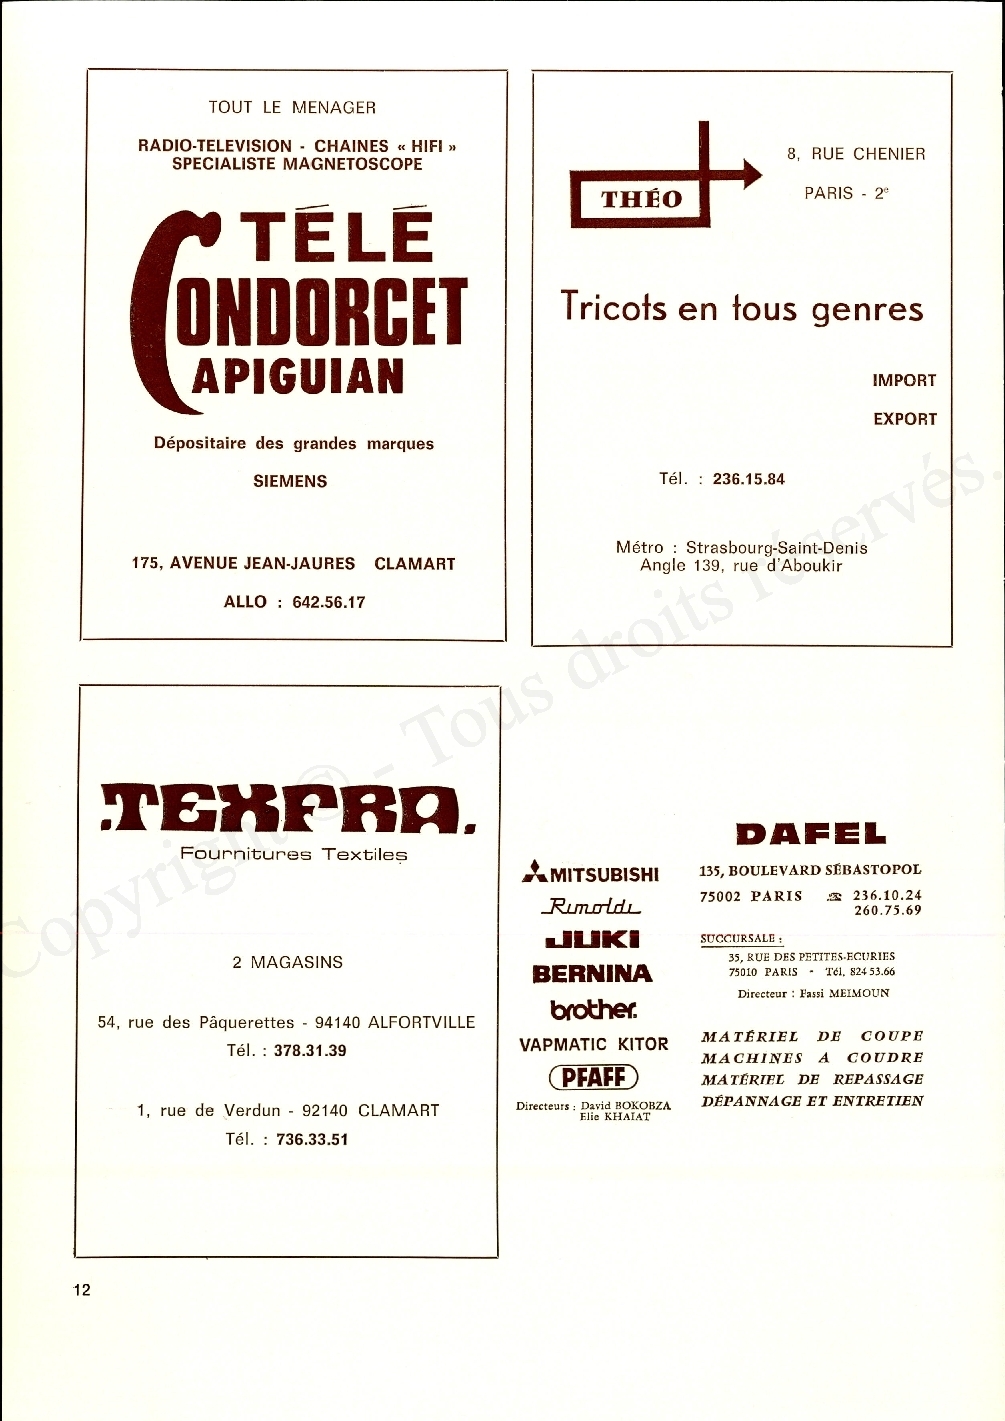 TOUT LE MENAGER
RADIO-TELEVISION - CHAINES « HIFI »
SPECIALISTE MAGNETOSCOPE
TÉLÉ
CONDORCET
APIGUIAN
Dépositaire des grandes marques
SIEMENS
175, AVENUE JEAN-JAURES CLAMART
ALLO : 642.56.17
THÉO
8, RUE CHENIER
PARIS - 2e
Tricots en tous genres
IMPORT
EXPORT
Tél. : 236.15.84
Métro : Strasbourg-Saint-Denis
Angle 139, rue d'Aboukir
.TEXFRA.
Fournitures Textiles
2 MAGASINS
54, rue des Pâquerettes - 94140 ALFORTVILLE
Tél. : 378.31.39
1, rue de Verdun - 92140 CLAMART
Tél. : 736.33.51
MITSUBISHI
Rimoldi
JUKI
BERNINA
brother.
VAPMATIC KITOR
PFAFF
Directeurs : David BOKOBZA
Elie KHAIAT
DAFEL
135, BOULEVARD SÉBASTOPOL
75002 PARIS ☎ 236.10.24
260.75.69
SUCCURSALE :
35, RUE DES PETITES-ECURIES
75010 PARIS - Tél. 824 53.66
Directeur : Fassi MEIMOUN
MATÉRIEL DE COUPE
MACHINES A COUDRE
MATÉRIEL DE REPASSAGE
DÉPANNAGE ET ENTRETIEN
12
Copyright © - Tous droits réservés.